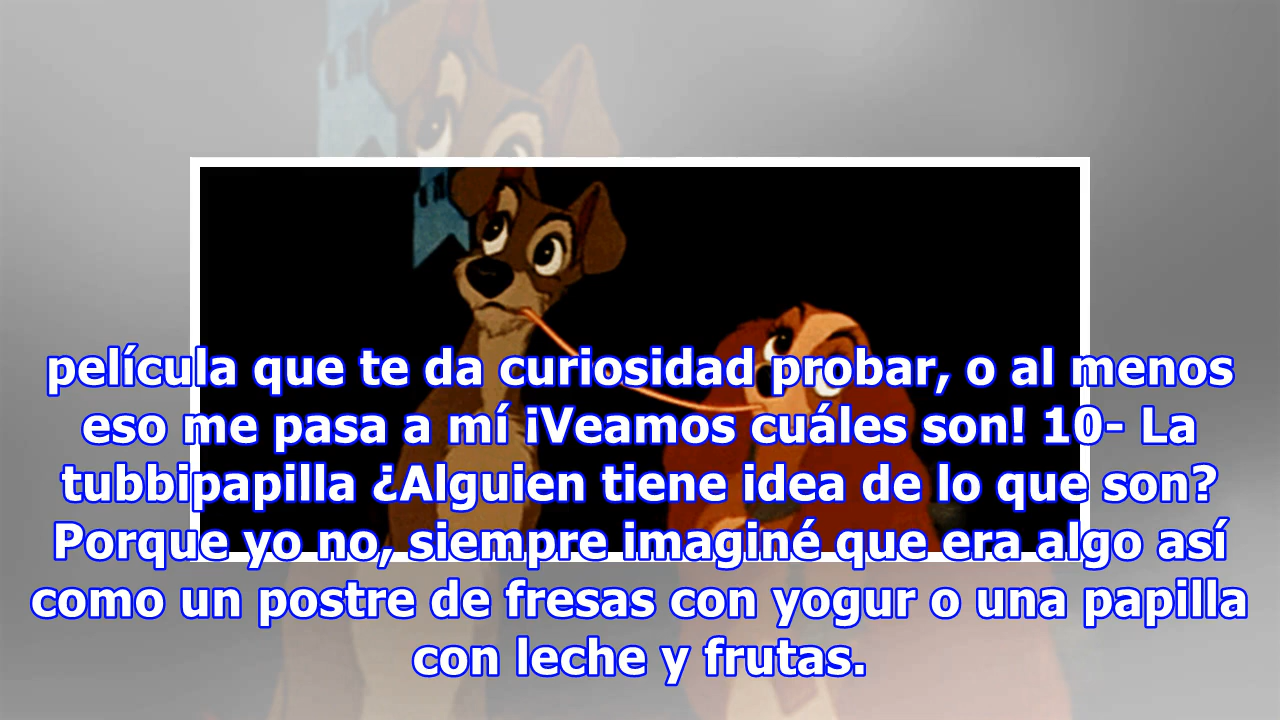 película que te da curiosidad probar, o al menos
eso me pasa a mí ¡Veamos cuáles son! 10- La
tubbipapilla ¿Alguien tiene idea de lo que son?
Porque yo no, siempre imaginé que era algo así
como un postre de fresas con yogur o una papilla
con leche y frutas.